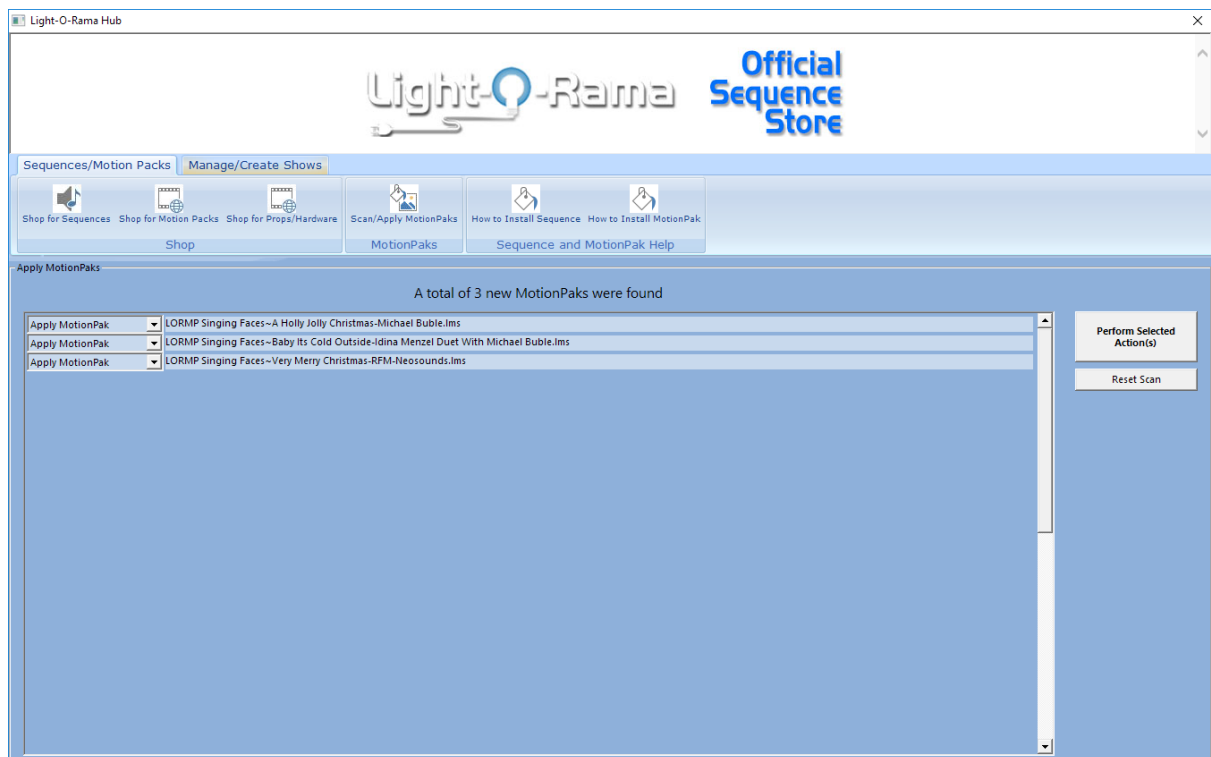 Light-O-Rama Hub
Light-O-Rama
Official
Sequence
Store
Sequences/Motion Packs Manage/Create Shows
Shop for Sequences Shop for Motion Packs Shop for Props/Hardware Scan/Apply MotionPaks How to Install Sequence How to Install MotionPak
Shop MotionPaks Sequence and MotionPak Help
Apply MotionPaks
A total of 3 new MotionPaks were found
Apply MotionPak LORMP Singing Faces~A Holly Jolly Christmas-Michael Buble.lms
Apply MotionPak LORMP Singing Faces~Baby Its Cold Outside-Idina Menzel Duet With Michael Buble.lms
Apply MotionPak LORMP Singing Faces~Very Merry Christmas-RFM-Neosounds.lms
Perform Selected
Action(s)
Reset Scan